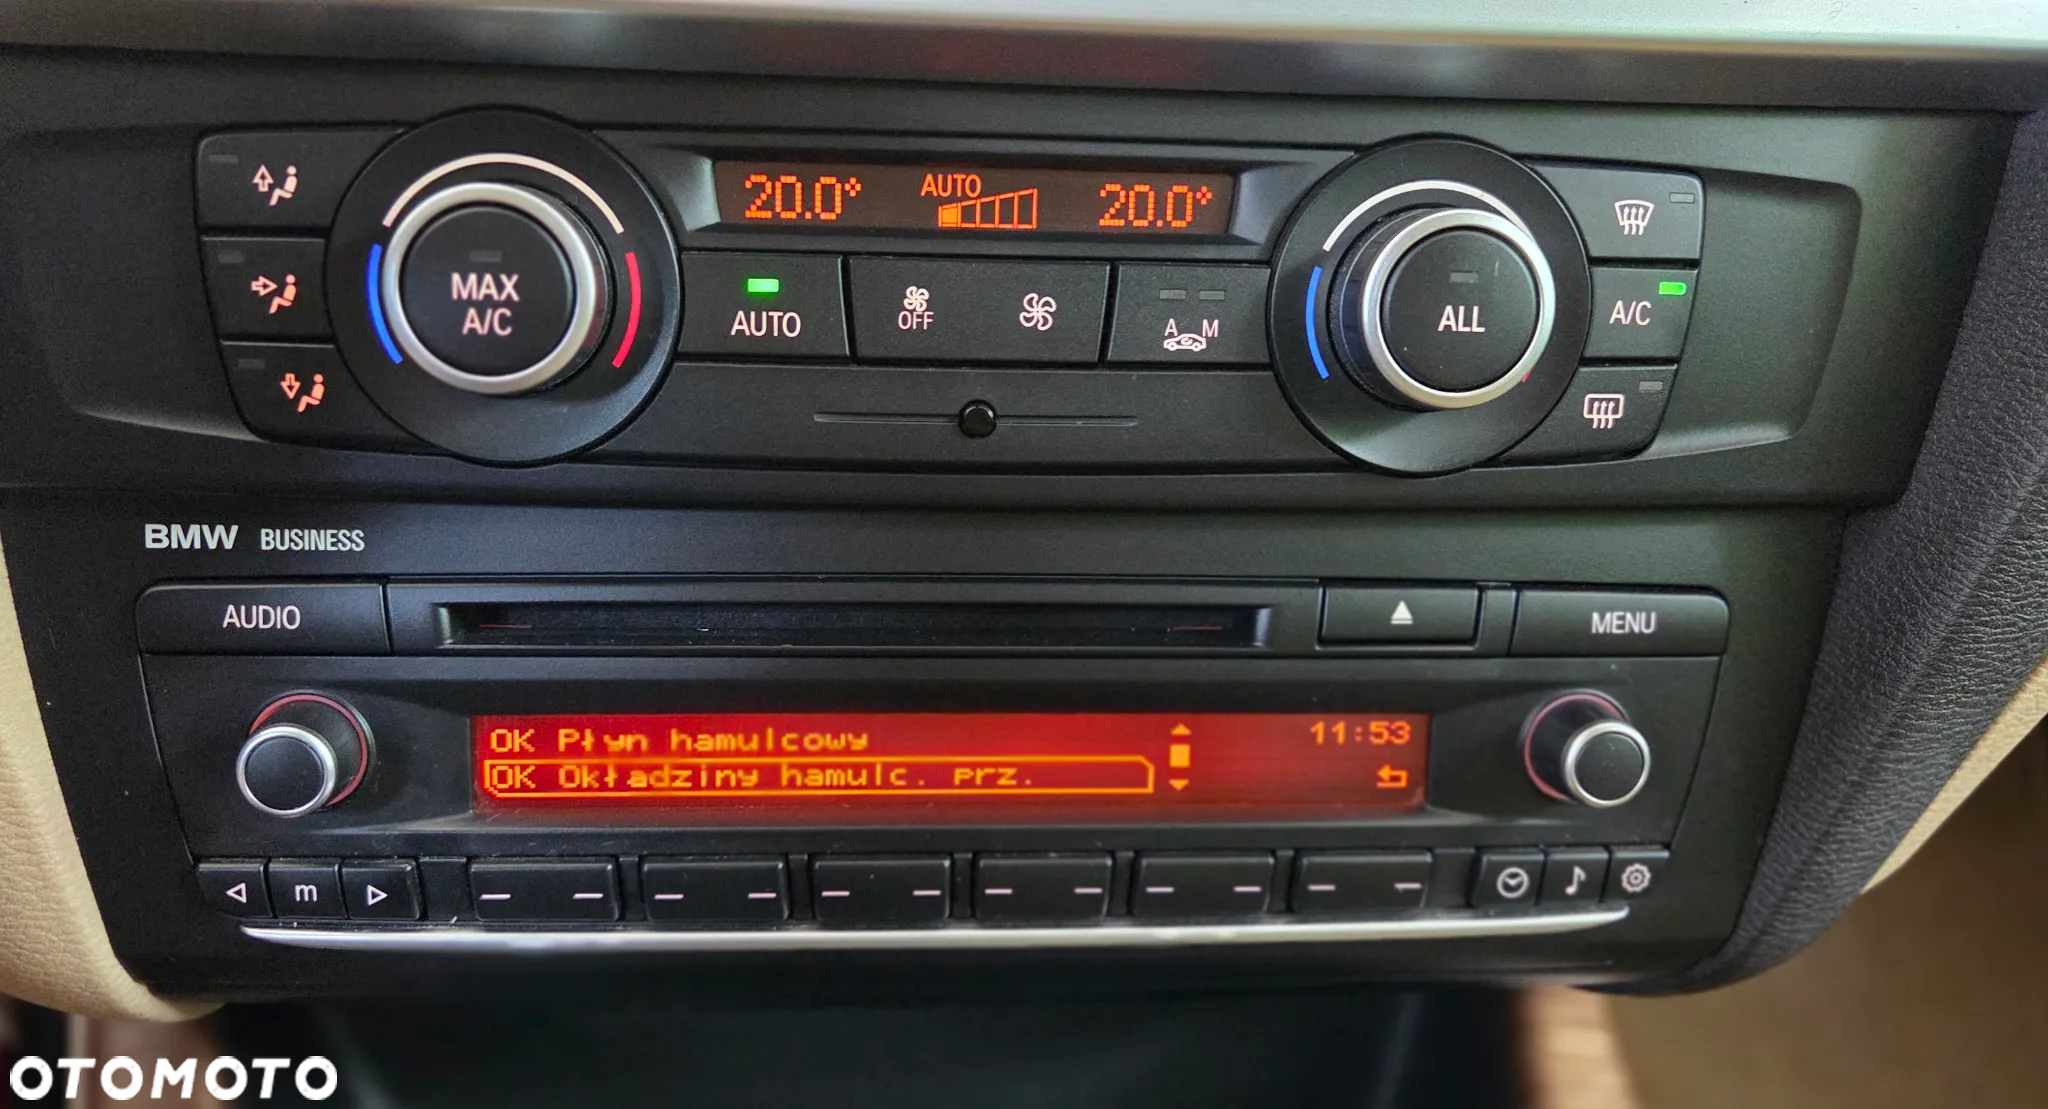 20.0° AUTO 20.0°
MAX
A/C
AUTO
OFF
A M
ALL
A/C
BMW BUSINESS
AUDIO
MENU
OK Płyn hamulcowy
11:53
OK Okładziny hamulc. prz.
m
OTOMOTO